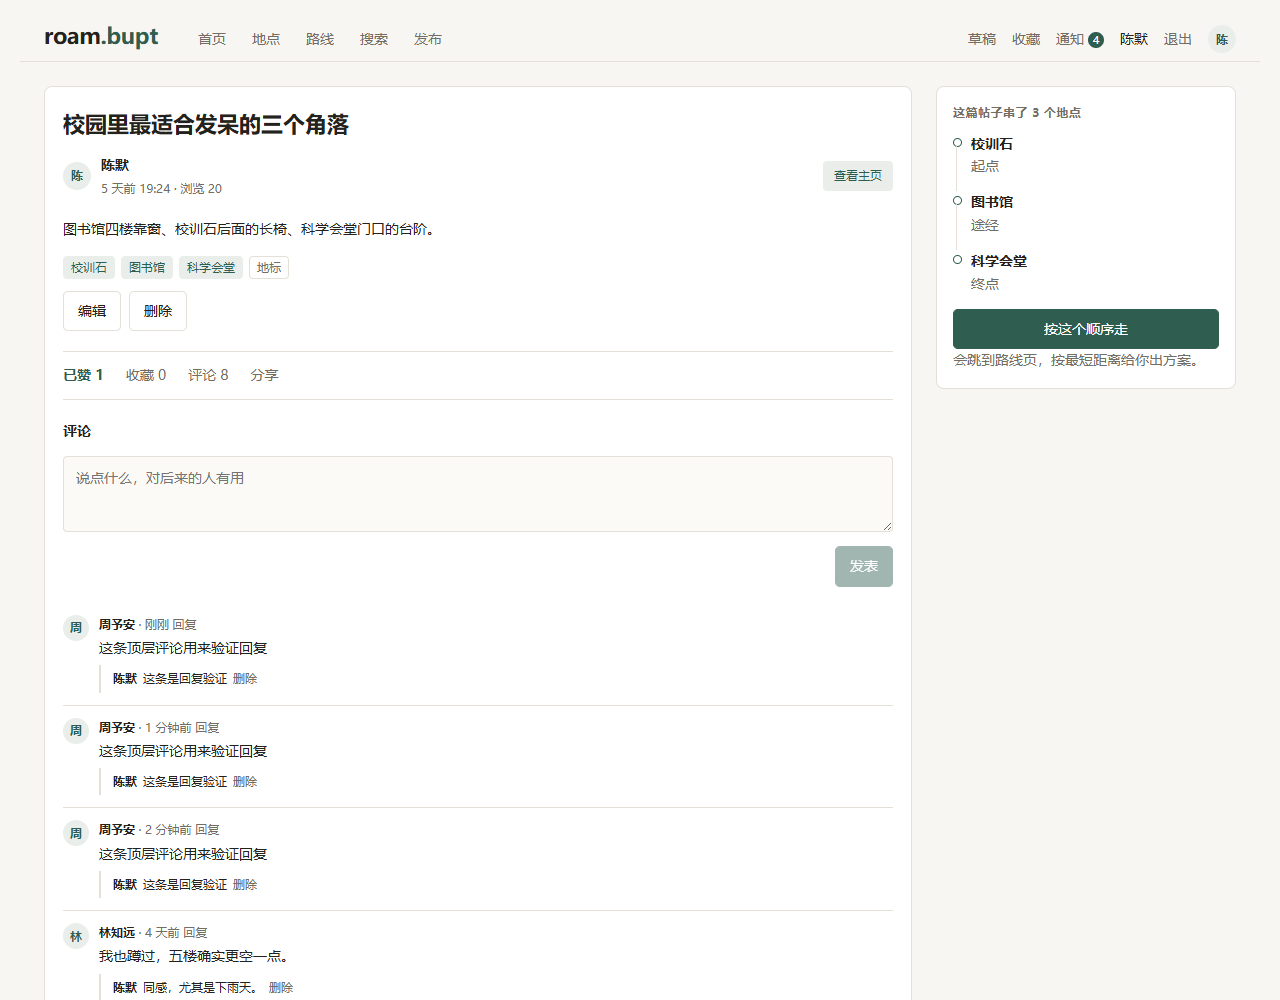 roam.bupt 首页 地点 路线 搜索 发布 草稿 收藏 通知 4 陈默 退出 陈
校园里最适合发呆的三个角落
陈 陈默
5 天前 19:24 · 浏览 20
查看主页
图书馆四楼靠窗、校训石后面的长椅、科学会堂门口的台阶。
校训石 图书馆 科学会堂 地标
编辑 删除
已赞 1 收藏 0 评论 8 分享
评论
说点什么，对后来的人有用
发表
周 周予安 · 刚刚 回复
这条顶层评论用来验证回复
陈默 这条是回复验证 删除
周 周予安 · 1 分钟前 回复
这条顶层评论用来验证回复
陈默 这条是回复验证 删除
周 周予安 · 2 分钟前 回复
这条顶层评论用来验证回复
陈默 这条是回复验证 删除
林 林知远 · 4 天前 回复
我也蹲过，五楼确实更空一点。
陈默 同感，尤其是下雨天。 删除
这篇帖子串了 3 个地点
校训石
起点
图书馆
途经
科学会堂
终点
按这个顺序走
会跳到路线页，按最短距离给你出方案。